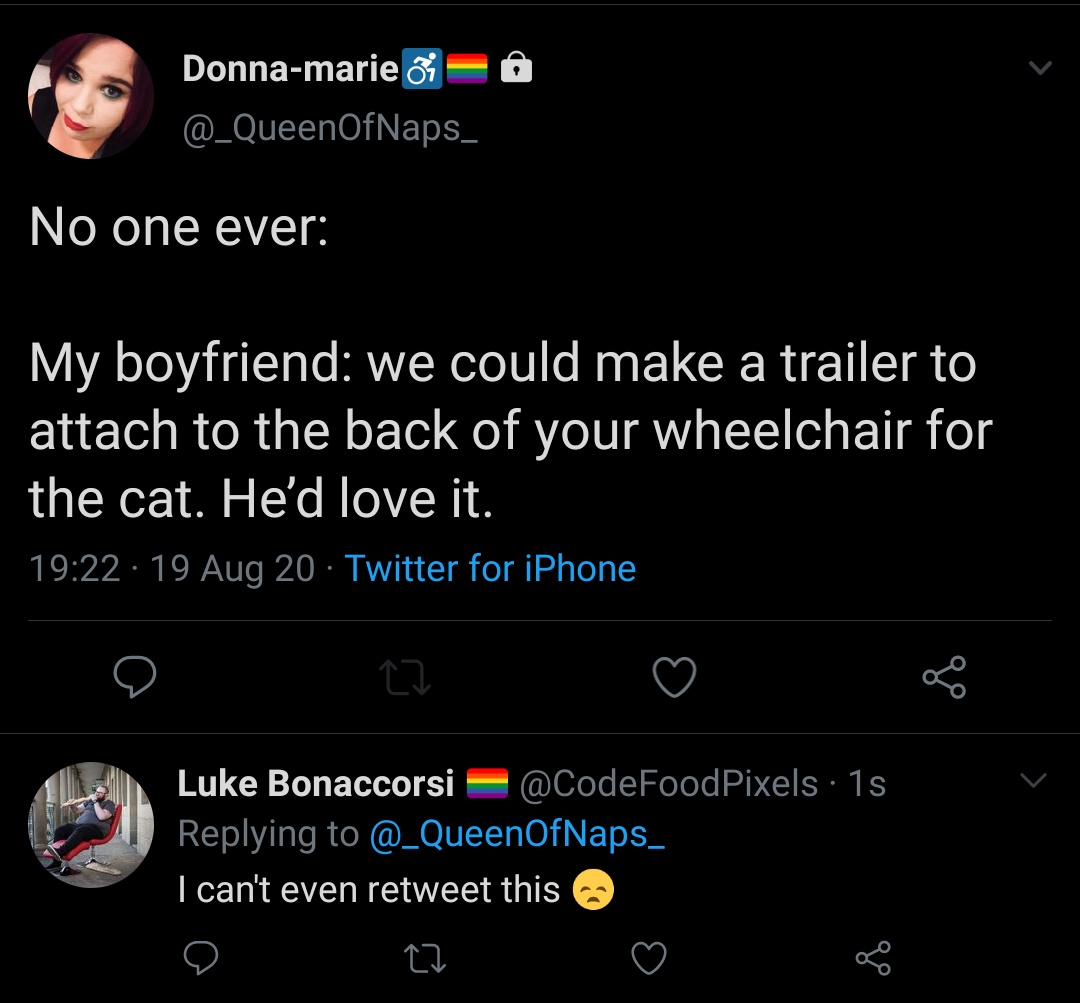 Donna-marie♿🏳️‍🌈 🔒
@_QueenOfNaps_
No one ever:
My boyfriend: we could make a trailer to
attach to the back of your wheelchair for
the cat. He’d love it.
19:22 · 19 Aug 20 · Twitter for iPhone
Luke Bonaccorsi 🏳️‍🌈 @CodeFoodPixels · 1s
Replying to @_QueenOfNaps_
I can't even retweet this 😞